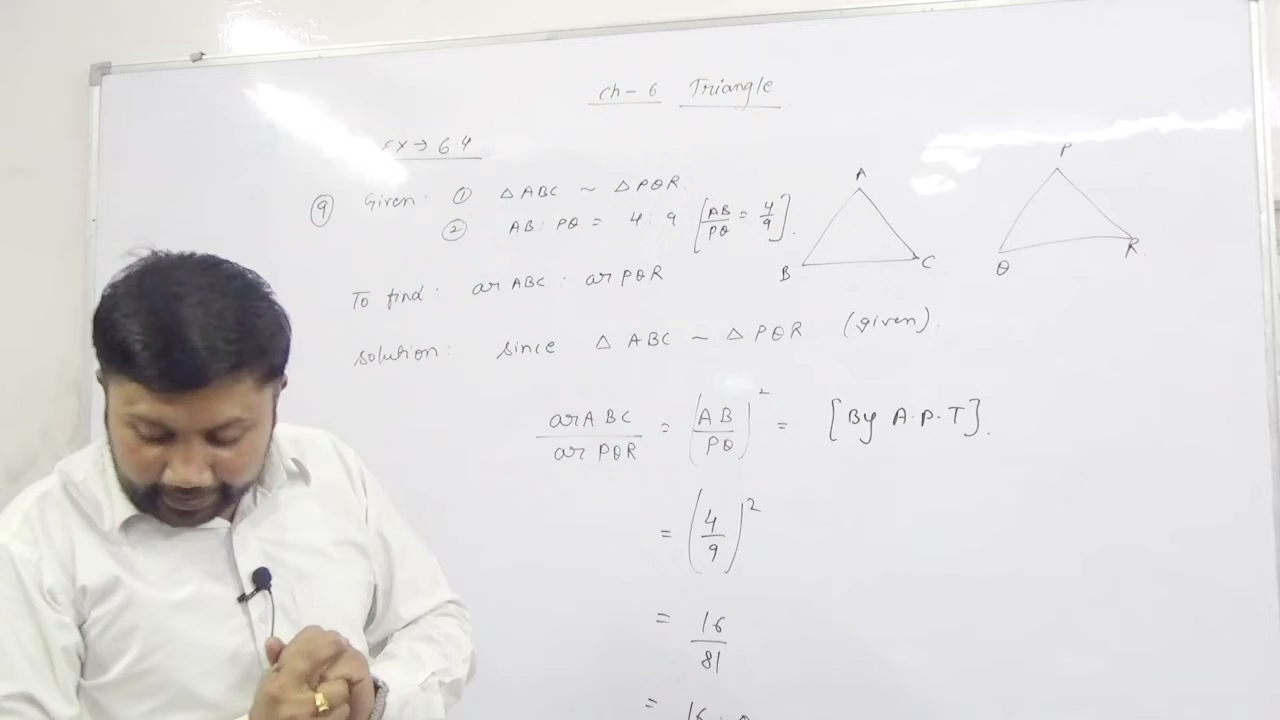 Ch - 6 Triangle
EX → 6 4
⑨ Given: ① △ ABC ~ △ PQR.
② AB : PQ = 4 : 9 [AB/PQ = 4/9].
To find: ar ABC : ar PQR
Solution: Since △ ABC ~ △ PQR (given).
ar ABC / ar PQR = (AB/PQ)² = [By A.P.T].
= (4/9)²
= 16/81
= 16 :
A
B
C
P
Q
R